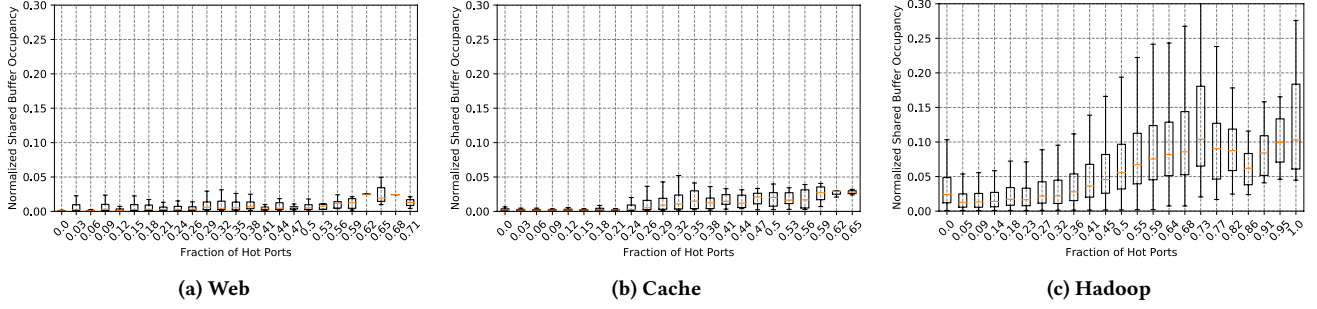 Normalized Shared Buffer Occupancy
0.30
0.25
0.20
0.15
0.10
0.05
0.00
0.0 0.03 0.06 0.09 0.12 0.15 0.18 0.21 0.24 0.26 0.29 0.32 0.35 0.38 0.41 0.44 0.47 0.5 0.53 0.56 0.59 0.62 0.65 0.68 0.71
Fraction of Hot Ports
(a) Web
Normalized Shared Buffer Occupancy
0.30
0.25
0.20
0.15
0.10
0.05
0.00
0.0 0.03 0.06 0.09 0.12 0.15 0.18 0.21 0.24 0.26 0.29 0.32 0.35 0.38 0.41 0.44 0.47 0.5 0.53 0.56 0.59 0.62 0.65
Fraction of Hot Ports
(b) Cache
Normalized Shared Buffer Occupancy
0.30
0.25
0.20
0.15
0.10
0.05
0.00
0.0 0.05 0.09 0.14 0.18 0.23 0.27 0.32 0.36 0.41 0.45 0.5 0.55 0.59 0.64 0.68 0.73 0.77 0.82 0.86 0.91 0.95 1.0
Fraction of Hot Ports
(c) Hadoop